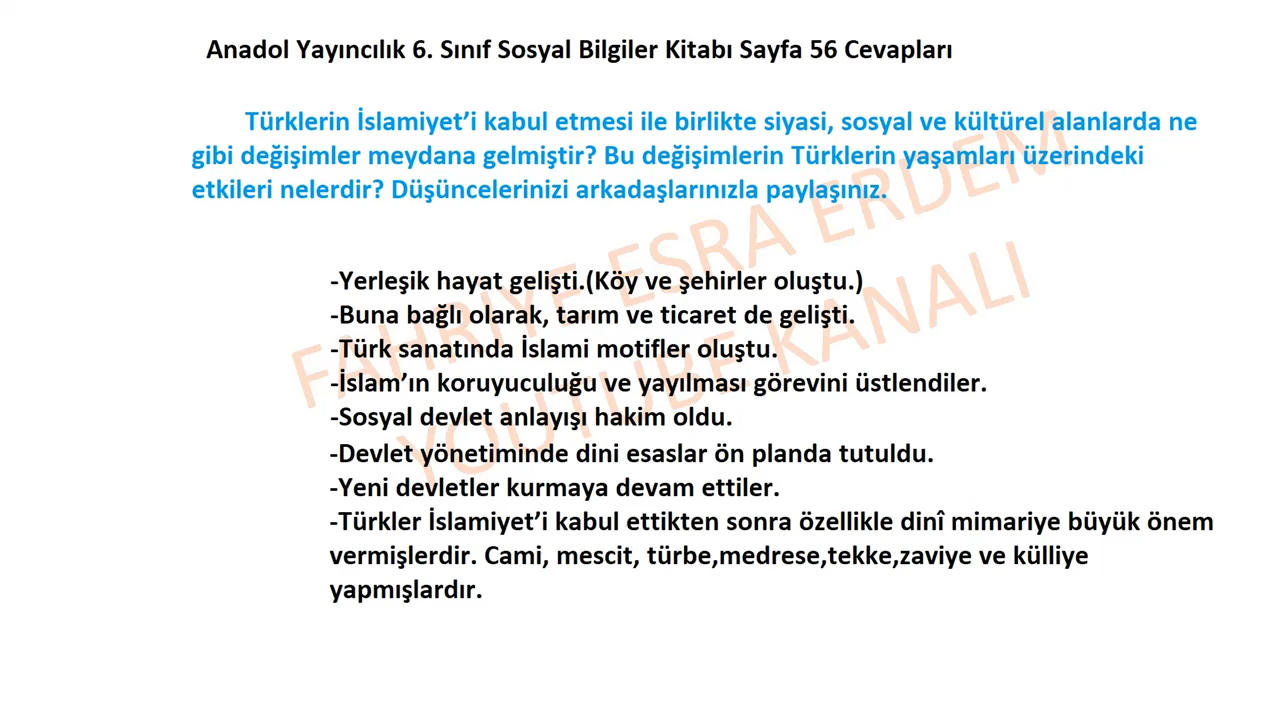 Anadol Yayıncılık 6. Sınıf Sosyal Bilgiler Kitabı Sayfa 56 Cevapları
Türklerin İslamiyet’i kabul etmesi ile birlikte siyasi, sosyal ve kültürel alanlarda ne
gibi değişimler meydana gelmiştir? Bu değişimlerin Türklerin yaşamları üzerindeki
etkileri nelerdir? Düşüncelerinizi arkadaşlarınızla paylaşınız.
-Yerleşik hayat gelişti.(Köy ve şehirler oluştu.)
-Buna bağlı olarak, tarım ve ticaret de gelişti.
-Türk sanatında İslami motifler oluştu.
-İslam’ın koruyuculuğu ve yayılması görevini üstlendiler.
-Sosyal devlet anlayışı hakim oldu.
-Devlet yönetiminde dini esaslar ön planda tutuldu.
-Yeni devletler kurmaya devam ettiler.
-Türkler İslamiyet’i kabul ettikten sonra özellikle dinî mimariye büyük önem
vermişlerdir. Cami, mescit, türbe,medrese,tekke,zaviye ve külliye
yapmışlardır.
FAHRİYE ESRA ERDEM
YOUTUBE KANALI